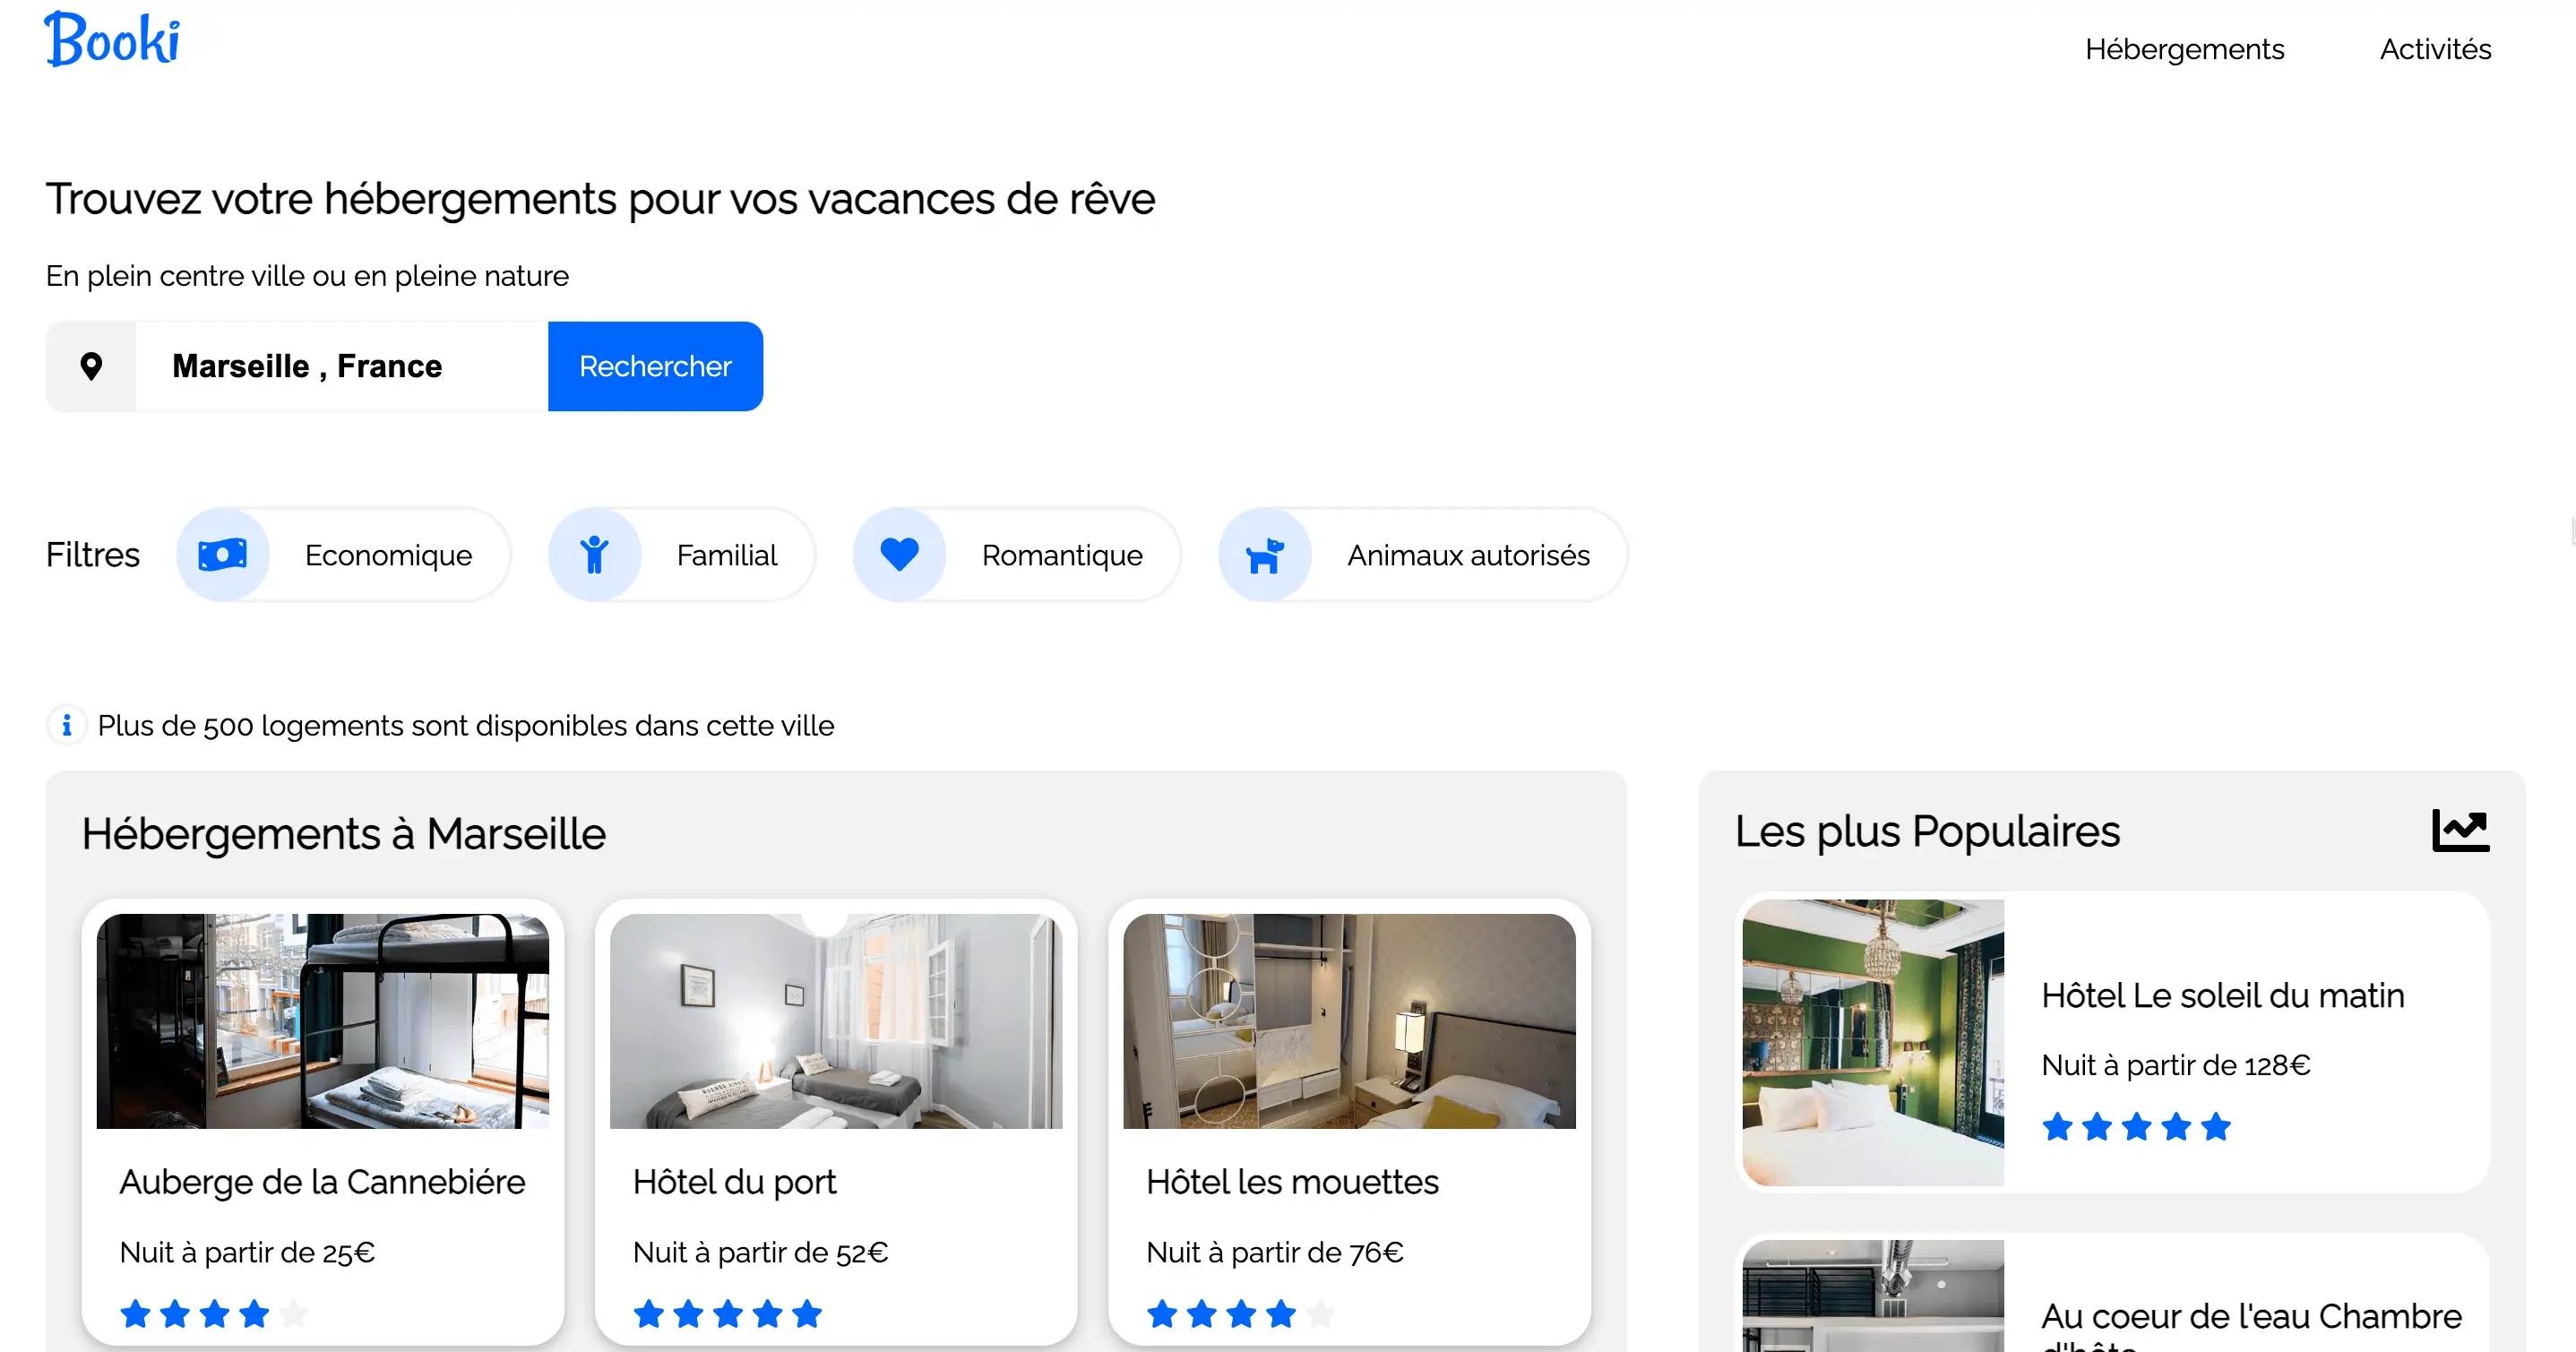 Booki
Hébergements
Activités
Trouvez votre hébergements pour vos vacances de rêve
En plein centre ville ou en pleine nature
Marseille , France
Rechercher
Filtres
Economique
Familial
Romantique
Animaux autorisés
Plus de 500 logements sont disponibles dans cette ville
Hébergements à Marseille
Auberge de la Cannebiére
Nuit à partir de 25€
Hôtel du port
Nuit à partir de 52€
Hôtel les mouettes
Nuit à partir de 76€
Les plus Populaires
Hôtel Le soleil du matin
Nuit à partir de 128€
Au coeur de l'eau Chambre